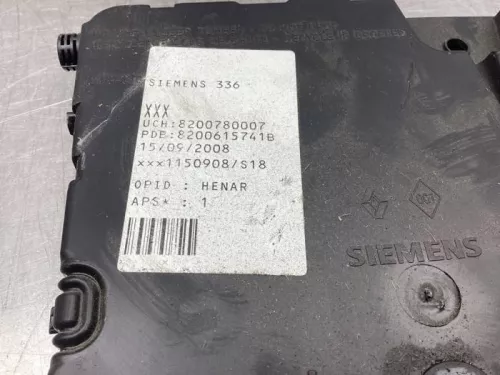 SIEMENS 336
XXX
UCH:8200780007
PDB:8200615741B
15/09/2008
xxx1150908/S18
OPID : HENAR
APS* : 1
SIEMENS